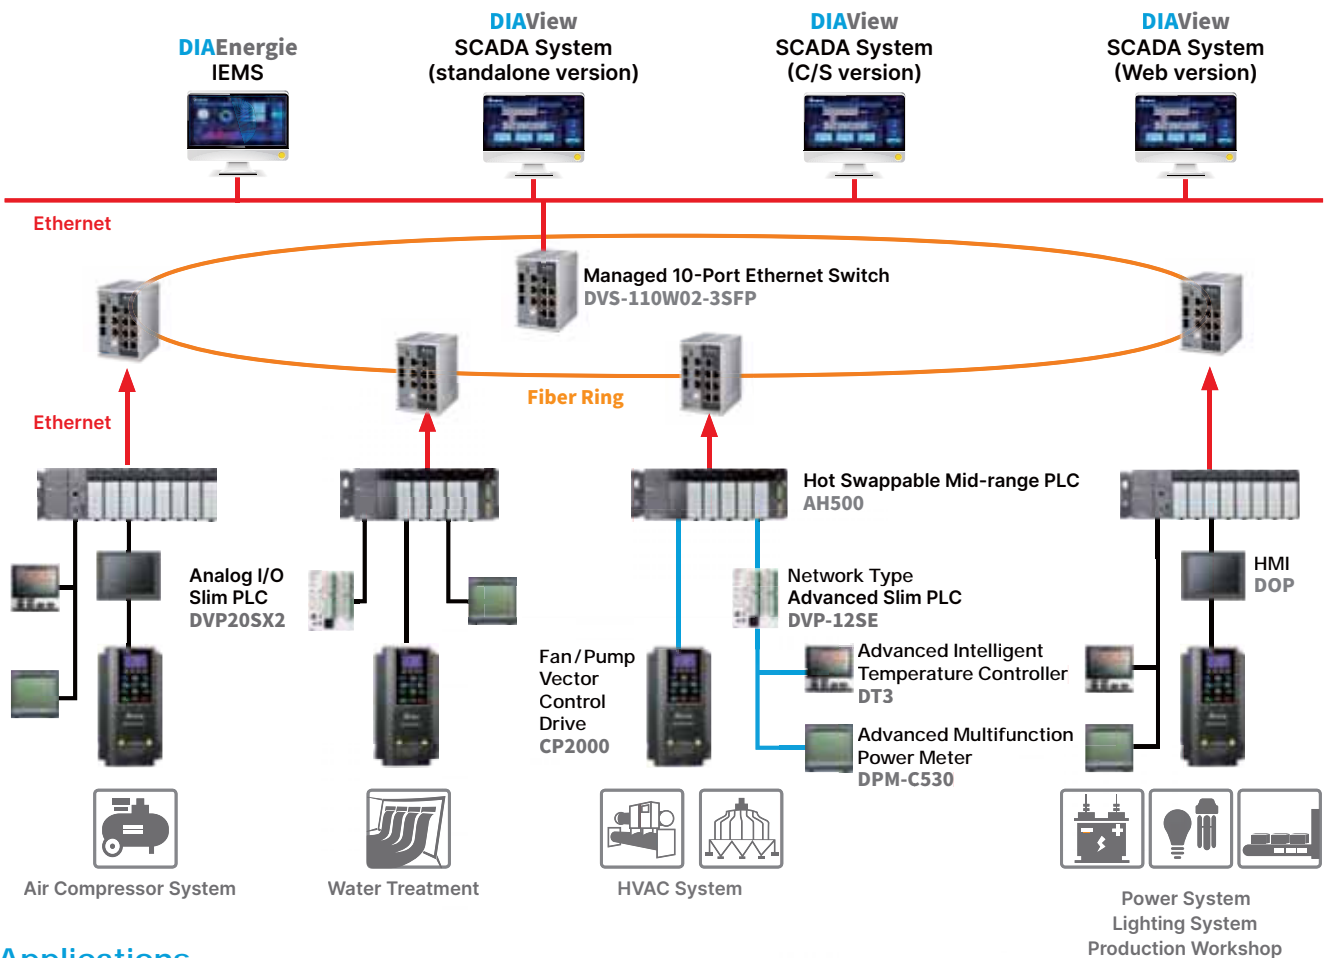 DIAEnergie
IEMS
DIAView
SCADA System
(standalone version)
DIAView
SCADA System
(C/S version)
DIAView
SCADA System
(Web version)
Ethernet
Managed 10-Port Ethernet Switch
DVS-110W02-3SFP
Fiber Ring
Ethernet
Hot Swappable Mid-range PLC
AH500
Analog I/O
Slim PLC
DVP20SX2
Network Type
Advanced Slim PLC
DVP-12SE
HMI
DOP
Fan/Pump
Vector
Control
Drive
CP2000
Advanced Intelligent
Temperature Controller
DT3
Advanced Multifunction
Power Meter
DPM-C530
Air Compressor System
Water Treatment
HVAC System
Power System
Lighting System
Production Workshop
Applications